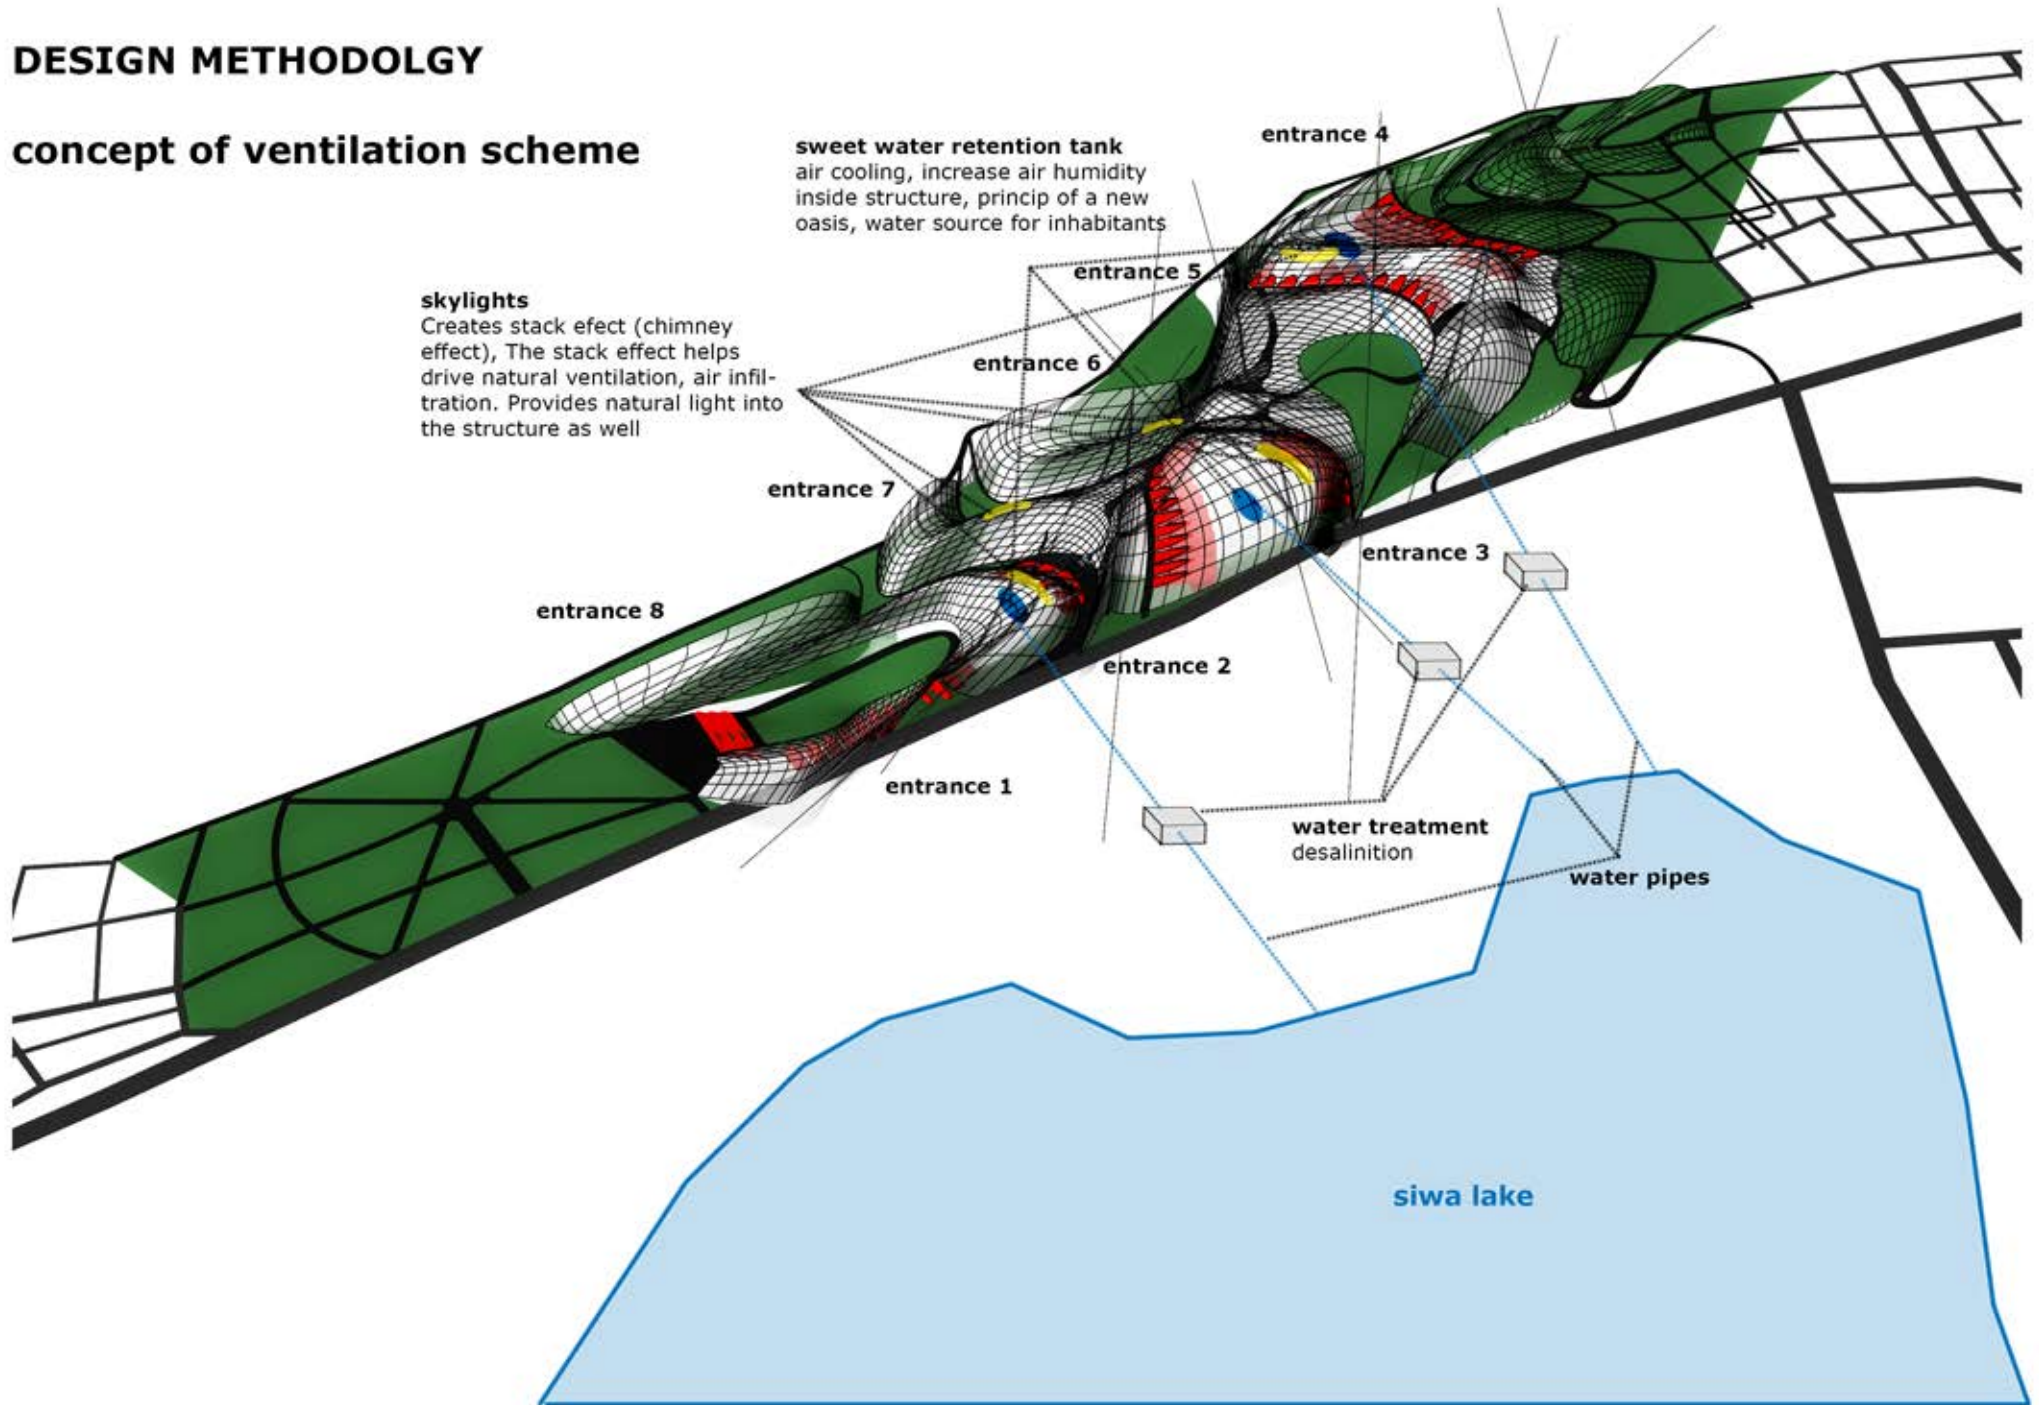 DESIGN METHODOLGY
concept of ventilation scheme
sweet water retention tank
air cooling, increase air humidity
inside structure, princip of a new
oasis, water source for inhabitants
entrance 4
entrance 5
skylights
Creates stack efect (chimney
effect), The stack effect helps
drive natural ventilation, air infil-
tration. Provides natural light into
the structure as well
entrance 6
entrance 7
entrance 3
entrance 8
entrance 2
entrance 1
water treatment
desalinition
water pipes
siwa lake